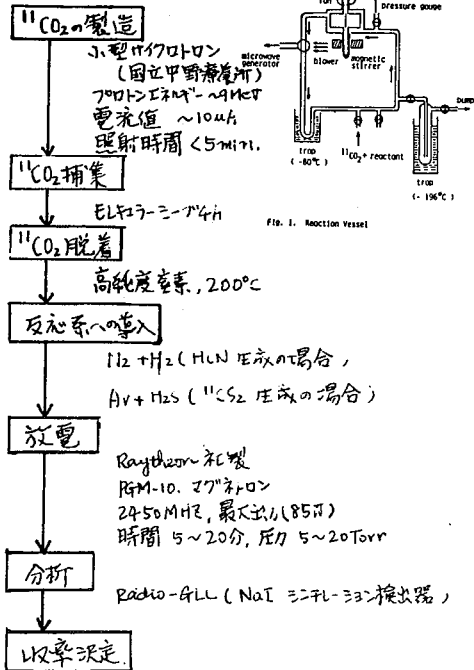 ¹¹CO₂の製造
小型サイクロトロン
(国立中野療養所)
プロトンエネルギー ~9MeV
電流値 ~10μA
照射時間 <5min.
¹¹CO₂捕集
モレキュラーシーブ4A
¹¹CO₂脱着
高純度窒素, 200°C
反応系への導入
N₂+H₂(HCN 生成の場合)
Ar+H₂S(¹¹CS₂ 生成の場合)
放電
Raytheon社製
PGM-10. マグネトロン
2450MHz, 最大出力(85W)
時間 5~20分, 圧力 5~20Torr
分析
Radio-GLC(NaI シンチレーション検出器)
収率決定.
pressure gauge
microwave
generator
blower
magnetic
stirrer
pump
trap
(-80°C)
¹¹CO₂+ reactant
trap
(-196°C)
Fig. 1. Reaction Vessel